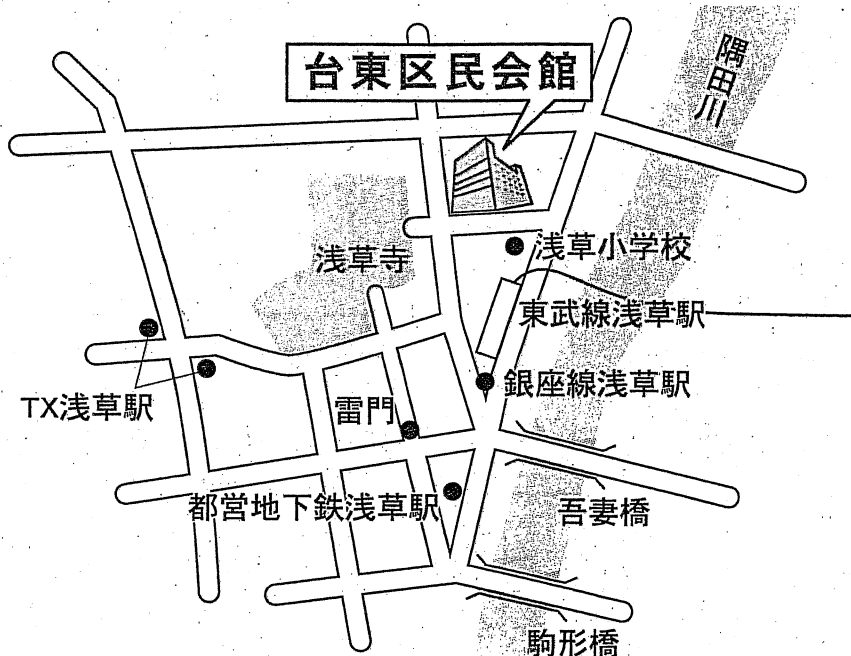 台東区民会館
隅田川
浅草小学校
浅草寺
東武線浅草駅
銀座線浅草駅
TX浅草駅
雷門
都営地下鉄浅草駅
吾妻橋
駒形橋